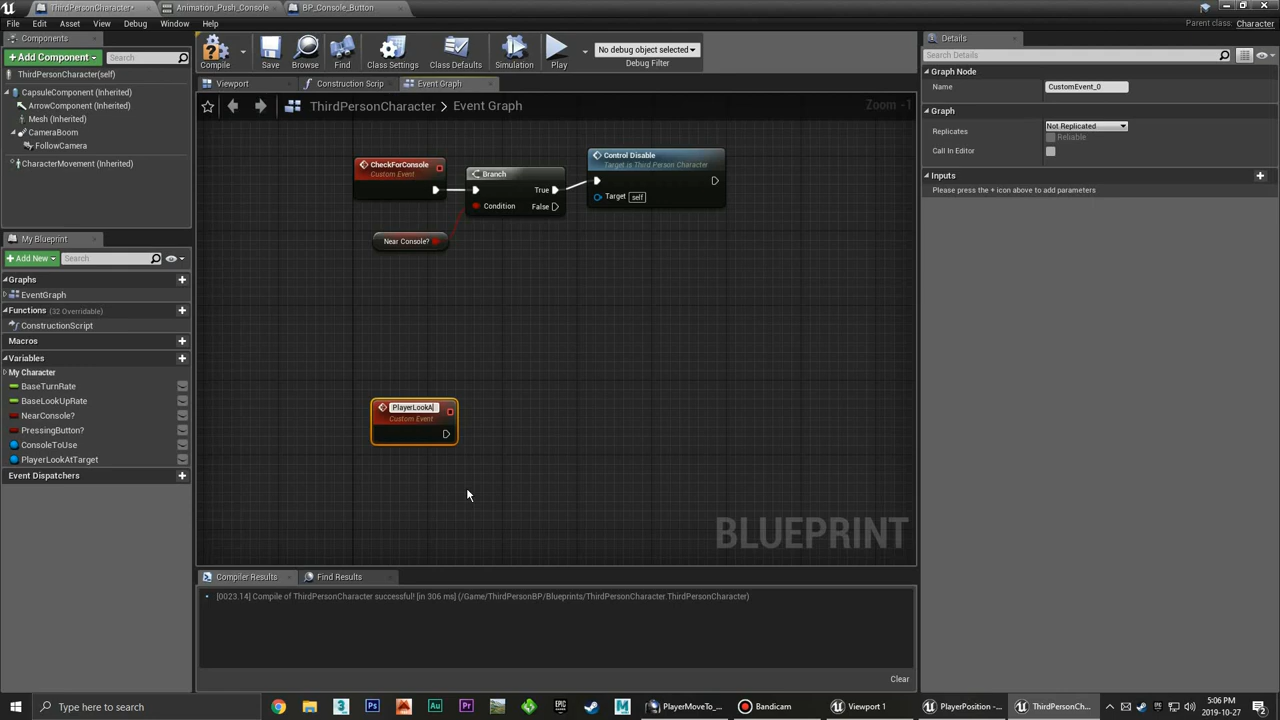 ThirdPersonCharacter*
Animation_Push_Console
BP_Console_Button
File Edit Asset View Debug Window Help
Parent class: Character
Components
+Add Component
Search
ThirdPersonCharacter(self)
CapsuleComponent (Inherited)
ArrowComponent (Inherited)
Mesh (Inherited)
CameraBoom
FollowCamera
CharacterMovement (Inherited)
My Blueprint
+Add New
Search
Graphs
EventGraph
Functions (32 Overridable)
ConstructionScript
Macros
Variables
My Character
BaseTurnRate
BaseLookUpRate
NearConsole?
PressingButton?
ConsoleToUse
PlayerLookAtTarget
Event Dispatchers
Compile
Save
Browse
Find
Class Settings
Class Defaults
Simulation
Play
No debug object selected
Debug Filter
Viewport
Construction Scrip
Event Graph
ThirdPersonCharacter > Event Graph
Zoom -1
CheckForConsole
Custom Event
Branch
True
Condition
False
Control Disable
Target is Third Person Character
Target self
Near Console?
PlayerLookA
Custom Event
BLUEPRINT
Compiler Results
Find Results
[0023.14] Compile of ThirdPersonCharacter successful! [in 306 ms] (/Game/ThirdPersonBP/Blueprints/ThirdPersonCharacter.ThirdPersonCharacter)
Clear
Details
Search Details
Graph Node
Name CustomEvent_0
Graph
Replicates Not Replicated
Reliable
Call In Editor
Inputs
Please press the + icon above to add parameters
Type here to search
PlayerMoveTo_...
Bandicam
Viewport 1
PlayerPosition -...
ThirdPersonCh...
5:06 PM
2019-10-27